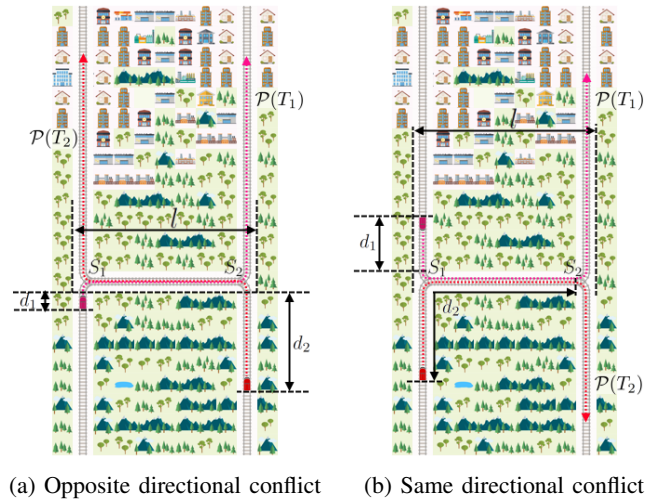 P(T₂)
P(T₁)
l
S₁
S₂
d₁
d₂
(a) Opposite directional conflict
l
P(T₁)
d₁
S₁
S₂
d₂
P(T₂)
(b) Same directional conflict